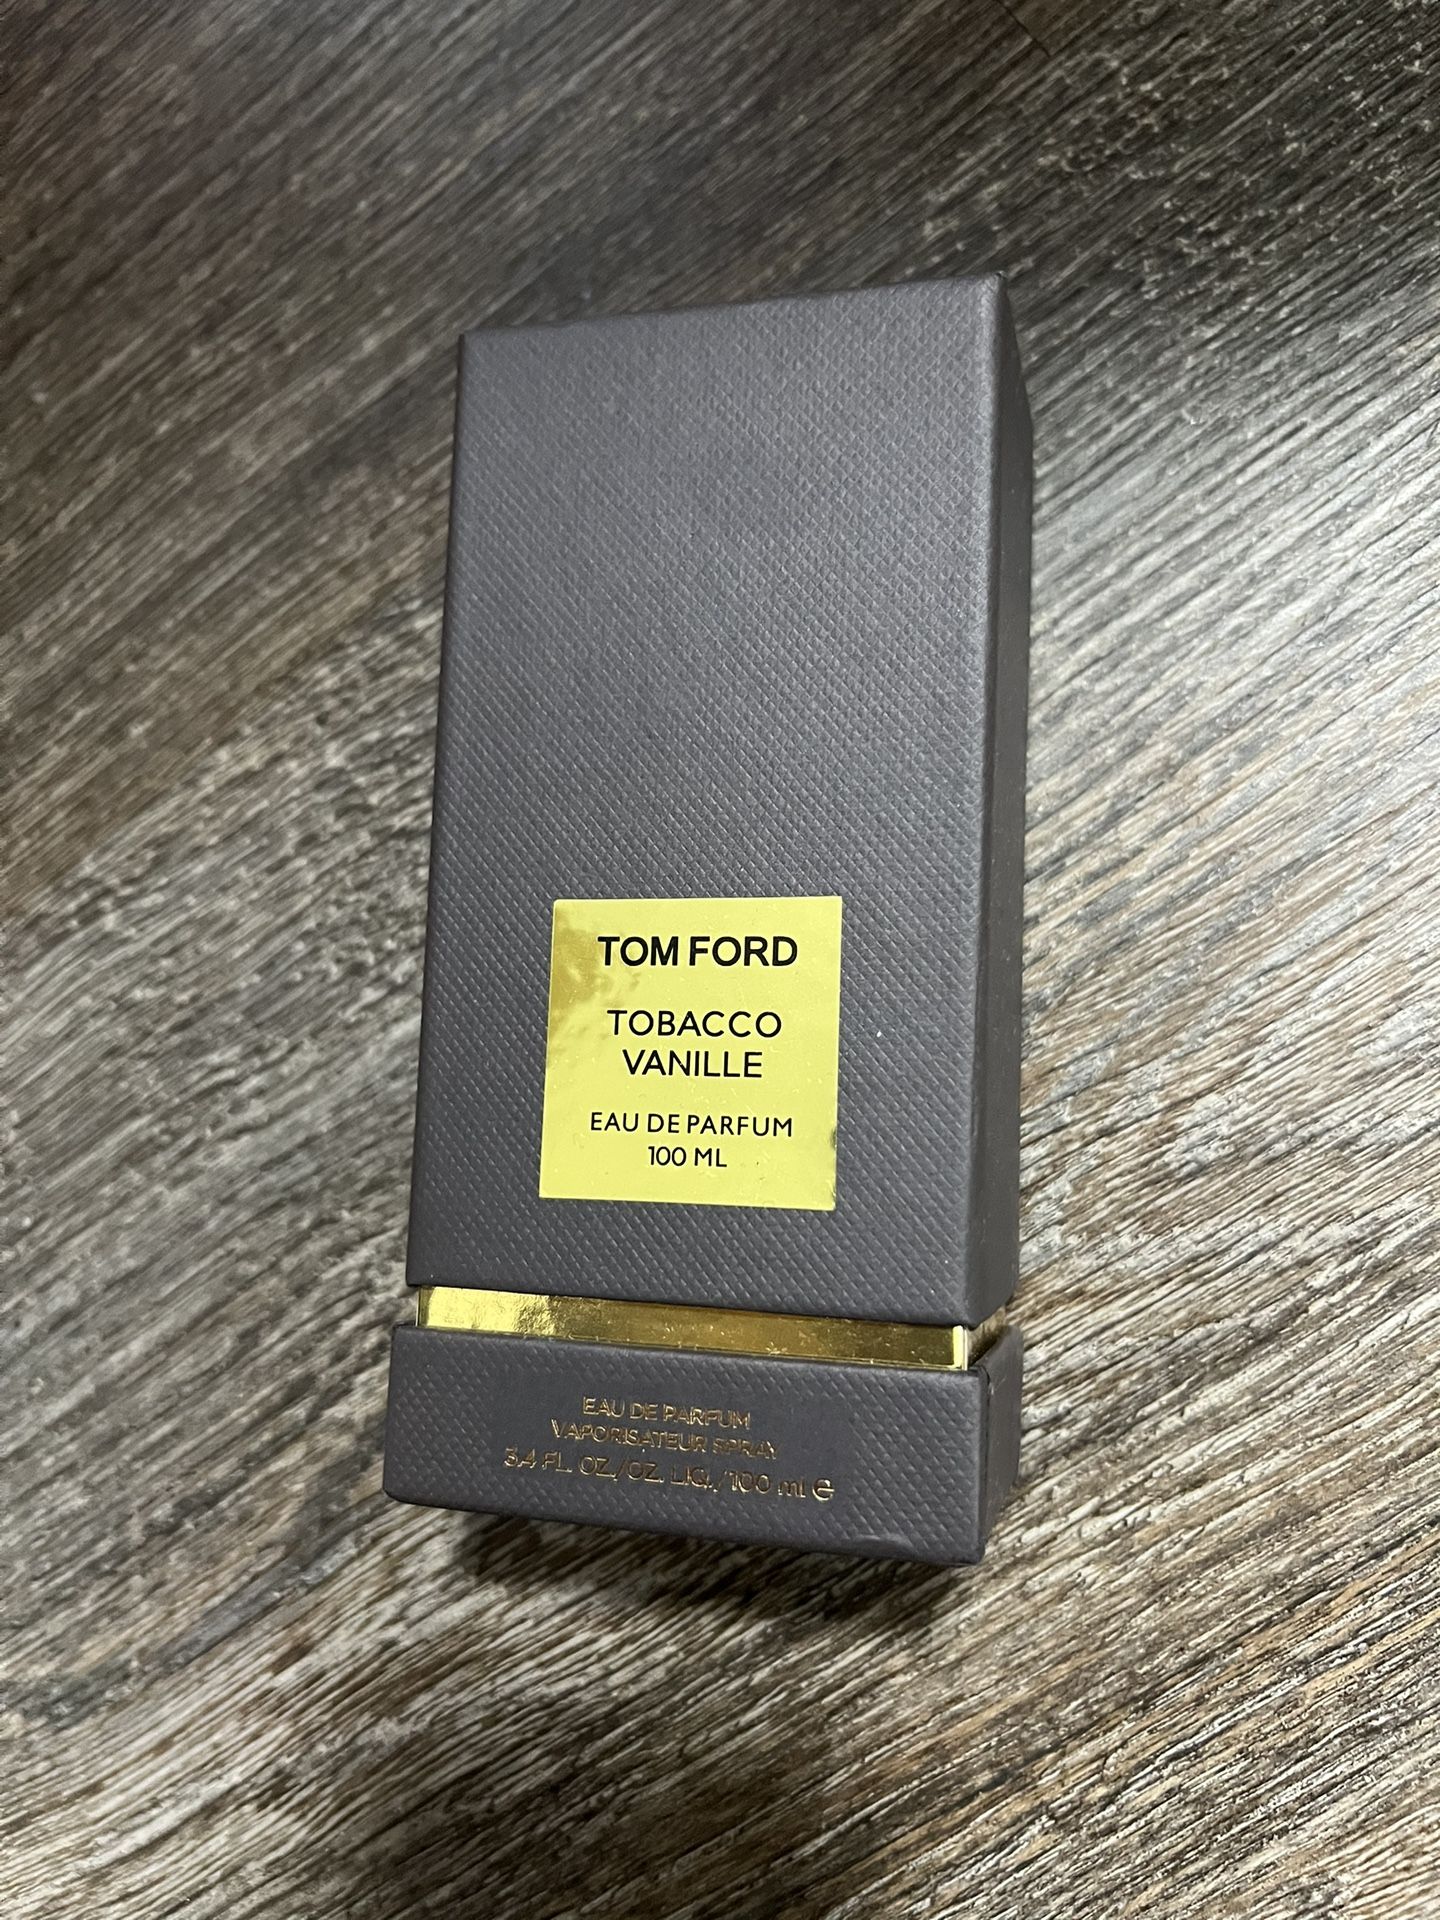 TOM FORD
TOBACCO
VANILLE
EAU DE PARFUM
100 ML
EAU DE PARFUM
VAPORISATEUR SPRAY
3.4 FL. OZ./OZ. LIQ./100 ml ℮